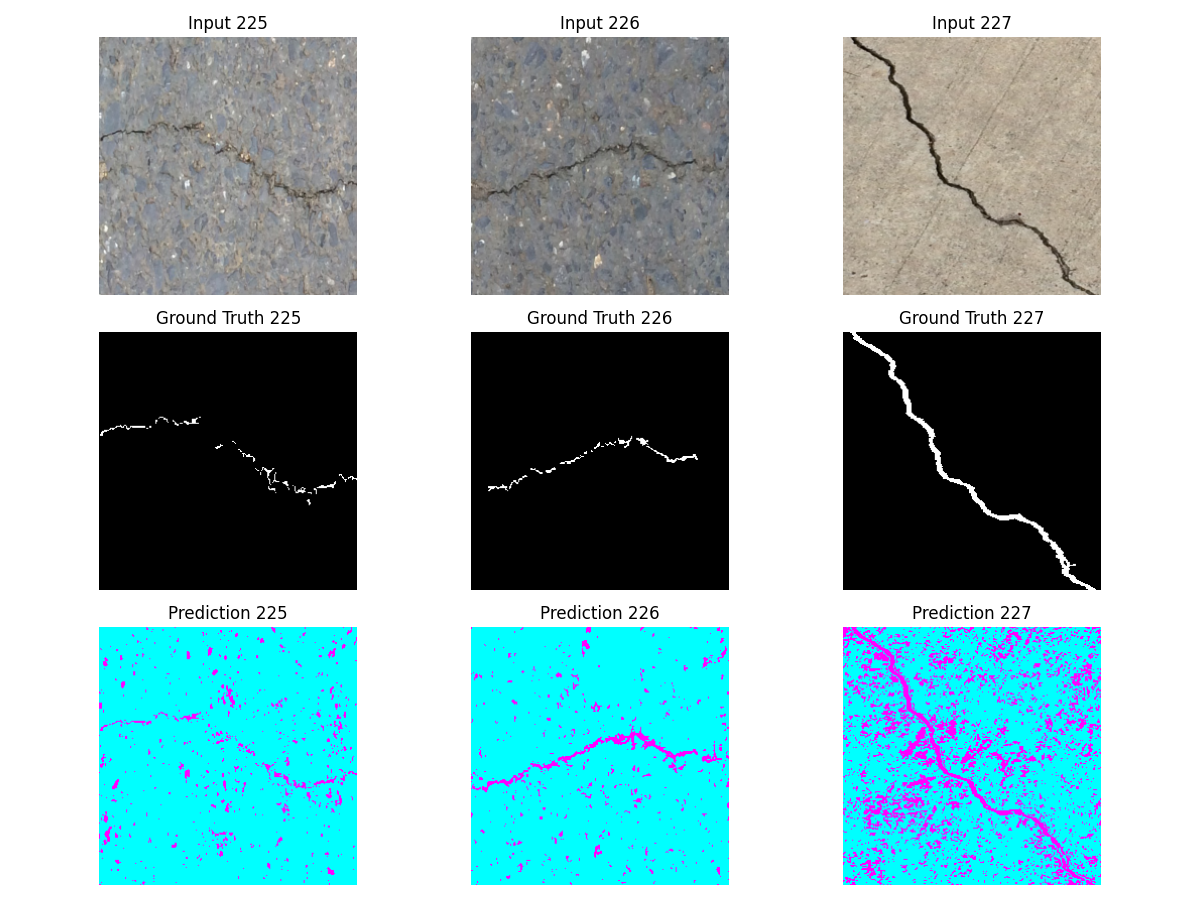 Input 225
Input 226
Input 227
Ground Truth 225
Ground Truth 226
Ground Truth 227
Prediction 225
Prediction 226
Prediction 227